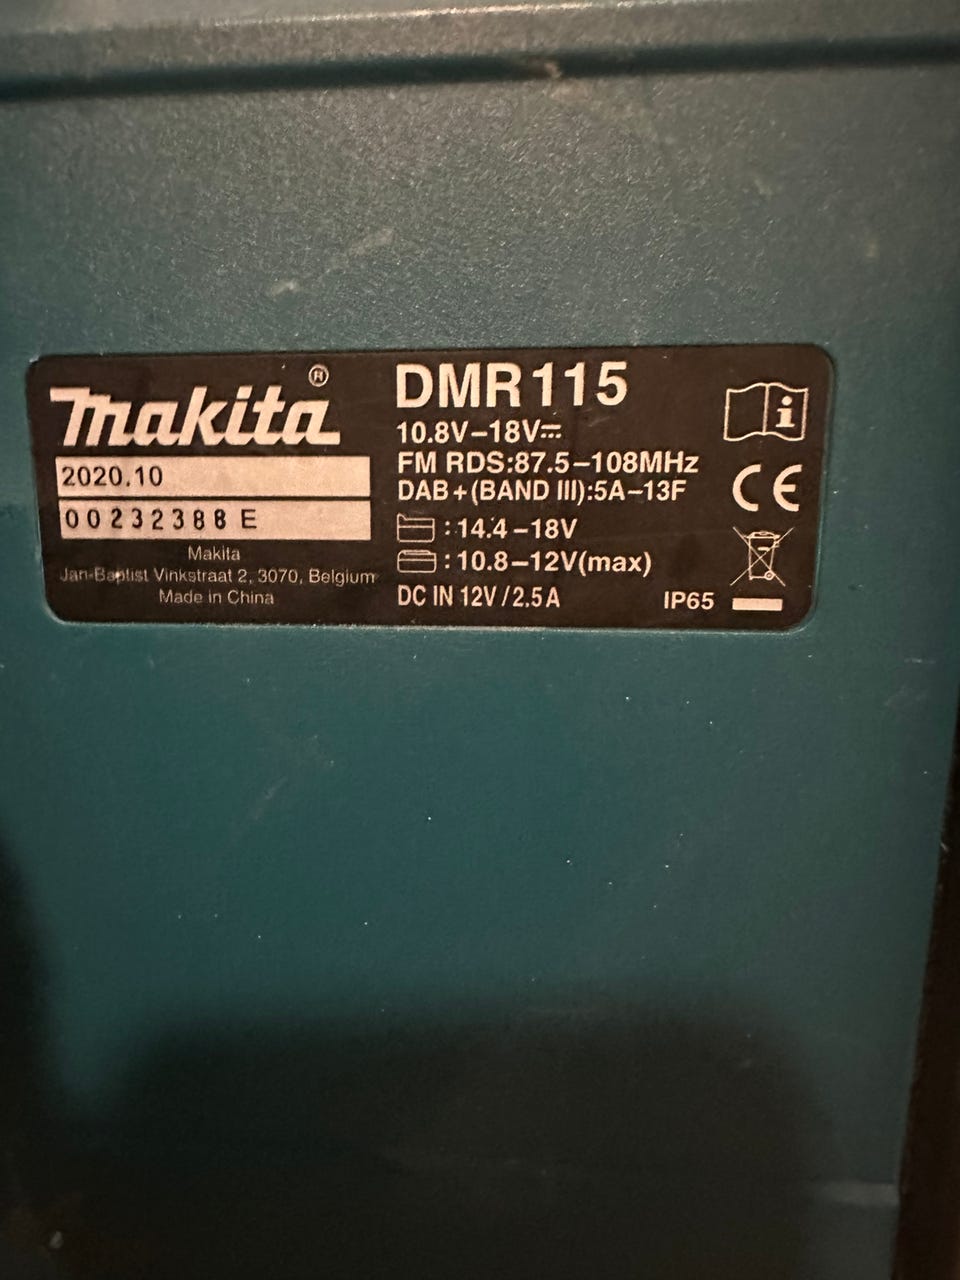 makita®
2020.10
00232388 E
Makita
Jan-Baptist Vinkstraat 2, 3070, Belgium
Made in China
DMR115
10.8V-18V⎓
FM RDS:87.5-108MHz
DAB+(BAND III):5A-13F
:14.4-18V
:10.8-12V(max)
DC IN 12V/2.5A
i
CE
IP65